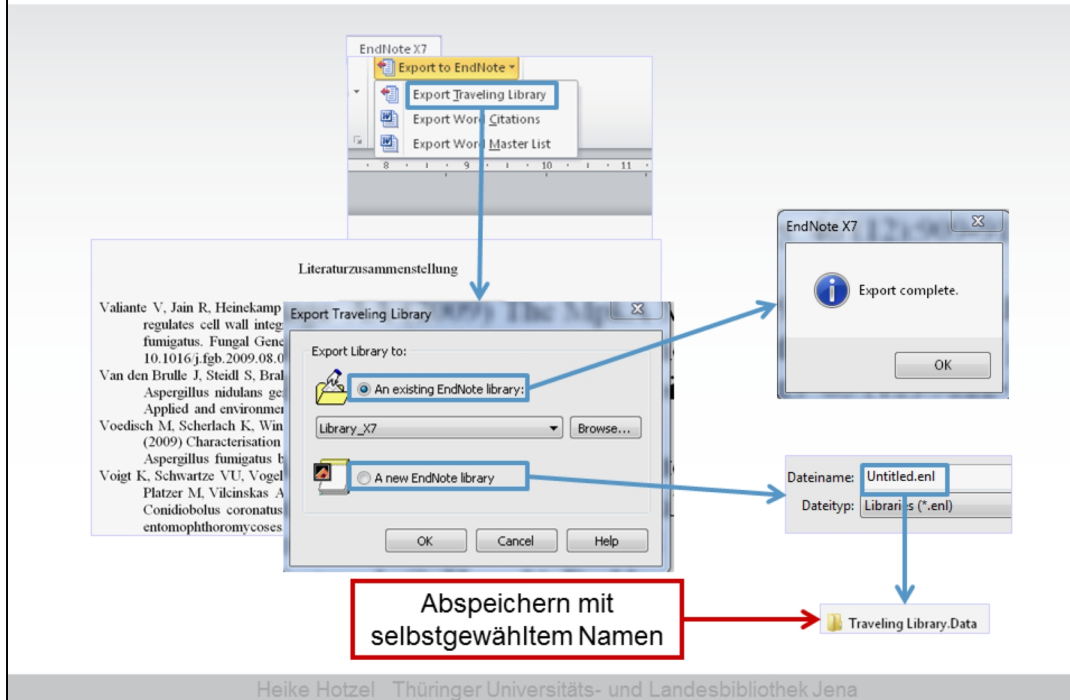 EndNote X7
Export to EndNote
Export Traveling Library
Export Word Citations
Export Word Master List
8 9 10 11
Literaturzusammenstellung
Valiante V, Jain R, Heinekamp
regulates cell wall integ
fumigatus. Fungal Gene
10.1016/j.fgb.2009.08.0
Van den Brulle J, Steidl S, Bral
Aspergillus nidulans ge
Applied and environmen
Voedisch M, Scherlach K, Win
(2009) Characterisation
Aspergillus fumigatus b
Voigt K, Schwartze VU, Vogel
Platzer M, Vilcinskas A
Conidiobolus coronatus
entomophthoromycoses
Export Traveling Library
(2009) The
Export Library to:
An existing EndNote library:
Library_X7
Browse...
A new EndNote library
OK Cancel Help
EndNote X7
Export complete.
OK
Dateiname: Untitled.enl
Dateityp: Libraries (*.enl)
Traveling Library.Data
Abspeichern mit
selbstgewähltem Namen
Heike Hotzel Thüringer Universitäts- und Landesbibliothek Jena